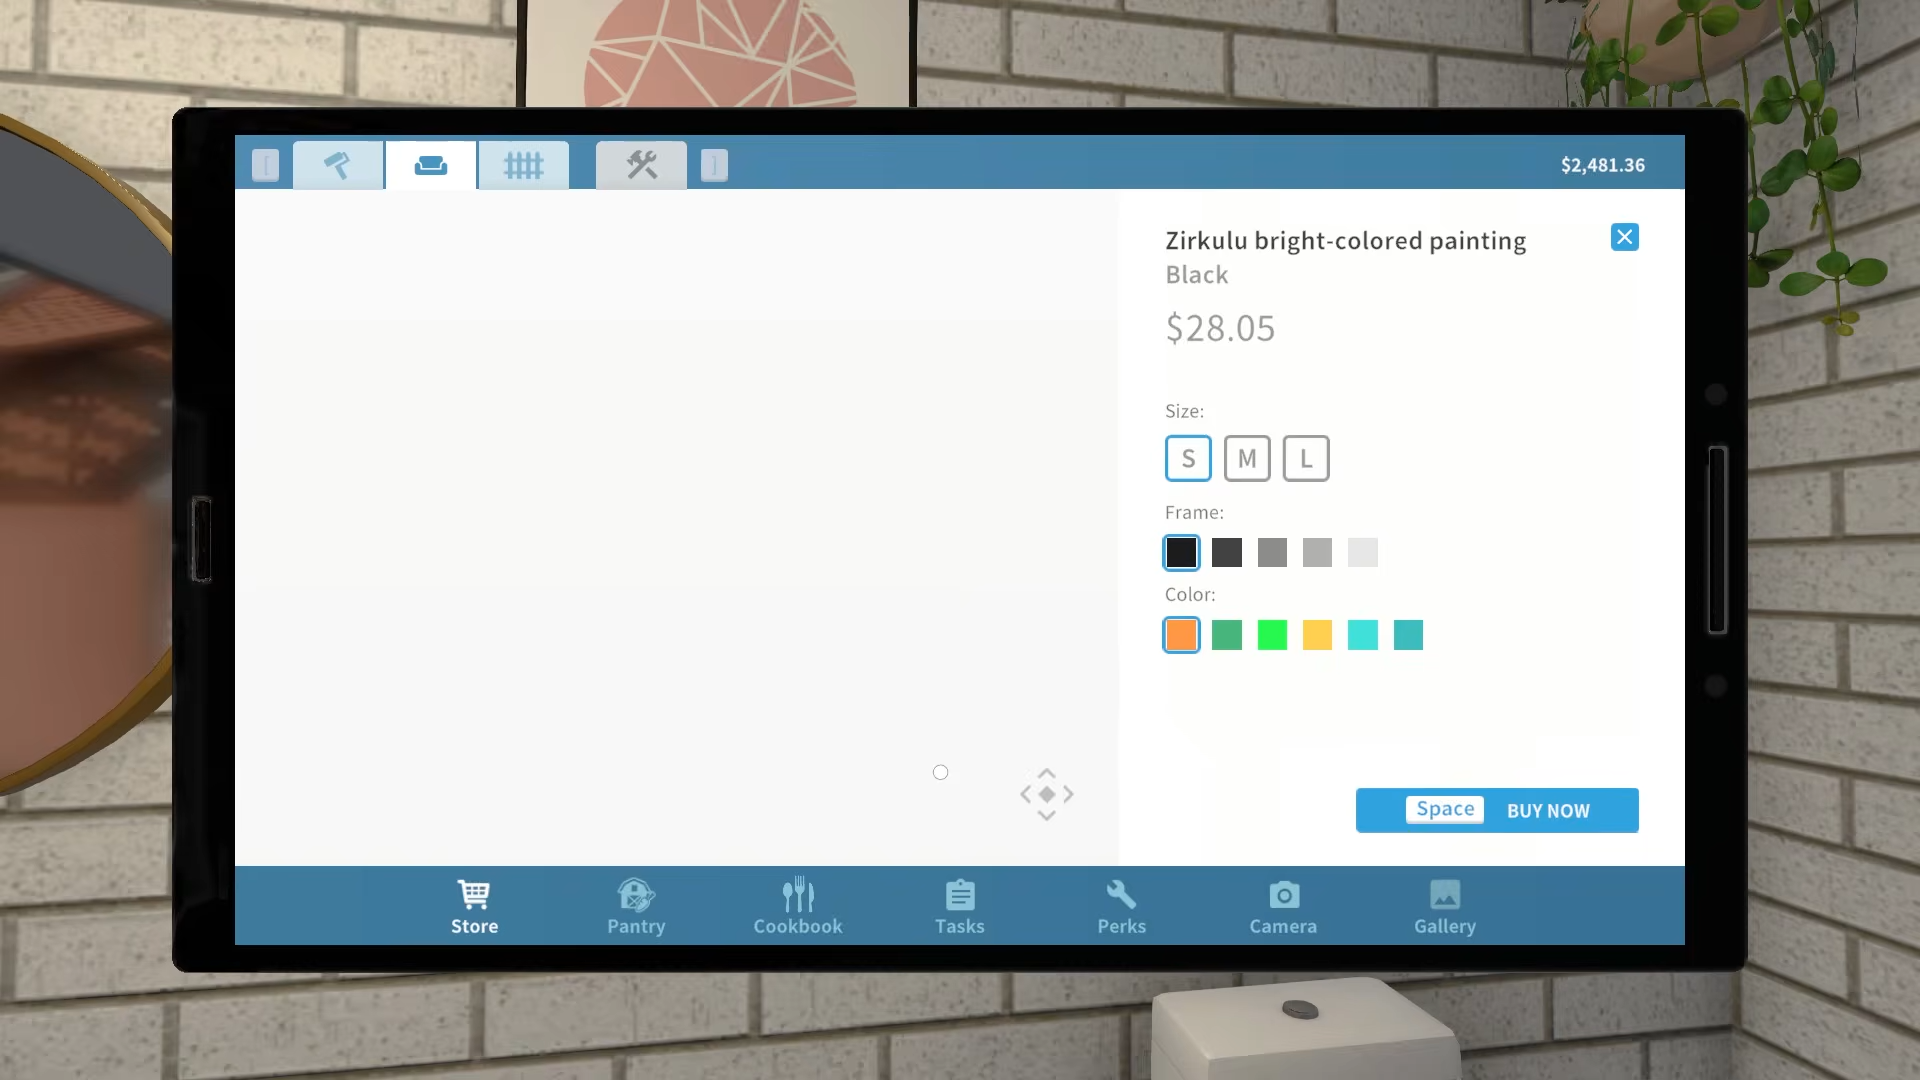 [
]
$2,481.36
Zirkulu bright-colored painting
Black
$28.05
Size:
S M L
Frame:
Color:
Space BUY NOW
Store Pantry Cookbook Tasks Perks Camera Gallery